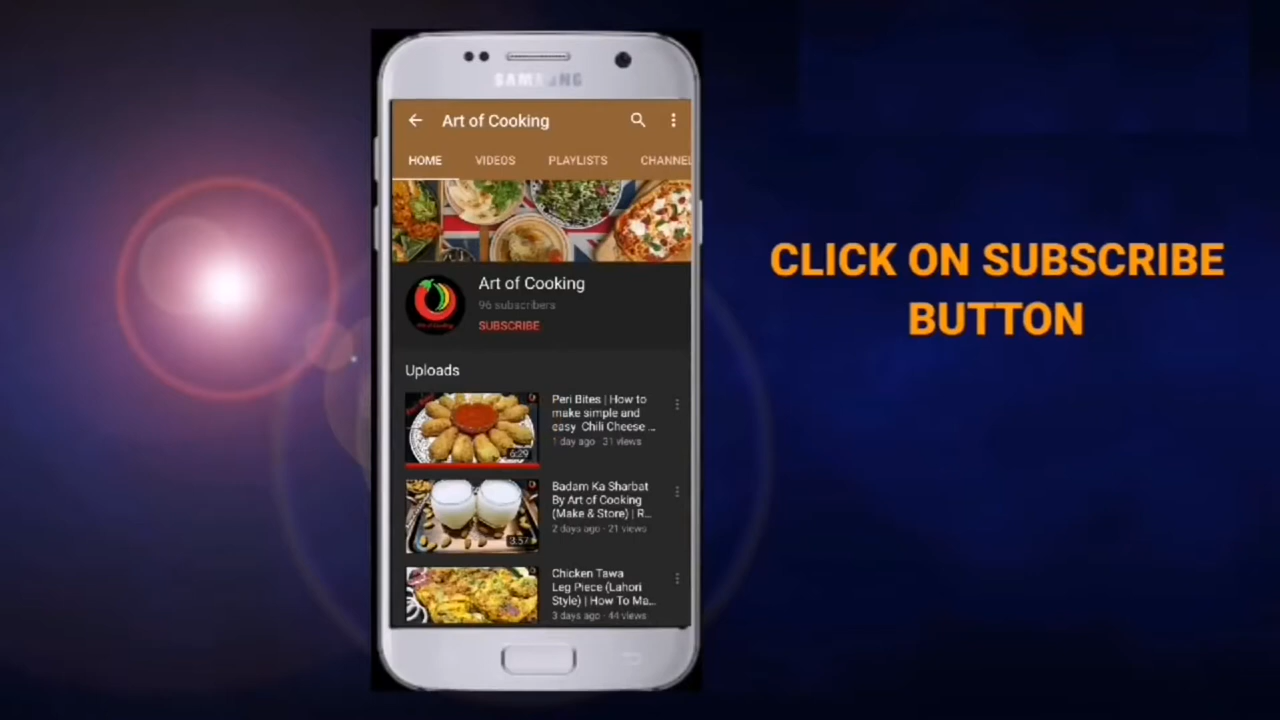 SAMSUNG
Art of Cooking
HOME VIDEOS PLAYLISTS CHANNEL
Art of Cooking
96 subscribers
SUBSCRIBE
Uploads
Peri Bites | How to
make simple and
easy Chili Cheese ...
1 day ago · 31 views
6:29
Badam Ka Sharbat
By Art of Cooking
(Make & Store) | R...
2 days ago · 21 views
3:57
Chicken Tawa
Leg Piece (Lahori
Style) | How To Ma...
3 days ago · 44 views
CLICK ON SUBSCRIBE
BUTTON